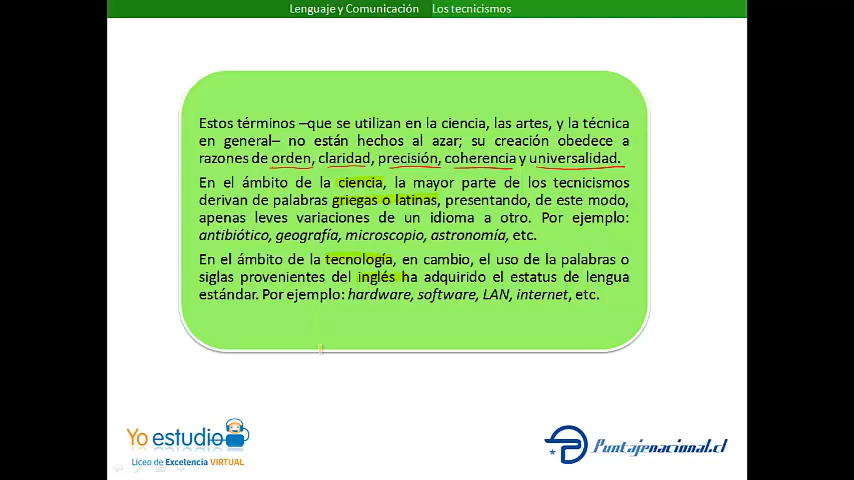 Lenguaje y Comunicación Los tecnicismos
Estos términos –que se utilizan en la ciencia, las artes, y la técnica
en general– no están hechos al azar; su creación obedece a
razones de orden, claridad, precisión, coherencia y universalidad.
En el ámbito de la ciencia, la mayor parte de los tecnicismos
derivan de palabras griegas o latinas, presentando, de este modo,
apenas leves variaciones de un idioma a otro. Por ejemplo:
antibiótico, geografía, microscopio, astronomía, etc.
En el ámbito de la tecnología, en cambio, el uso de la palabras o
siglas provenientes del inglés ha adquirido el estatus de lengua
estándar. Por ejemplo: hardware, software, LAN, internet, etc.
Yo estudio
Liceo de Excelencia VIRTUAL
Puntajenacional.cl